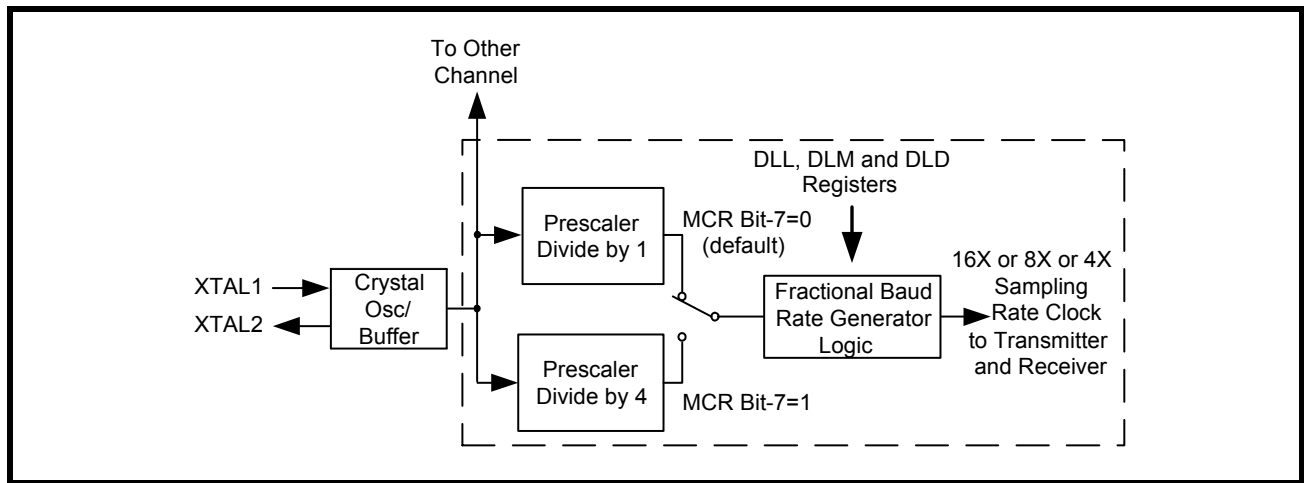 To Other
Channel
DLL, DLM and DLD
Registers
Prescaler
Divide by 1
MCR Bit-7=0
(default)
16X or 8X or 4X
Sampling
Rate Clock
to Transmitter
and Receiver
XTAL1
XTAL2
Crystal
Osc/
Buffer
Fractional Baud
Rate Generator
Logic
Prescaler
Divide by 4
MCR Bit-7=1